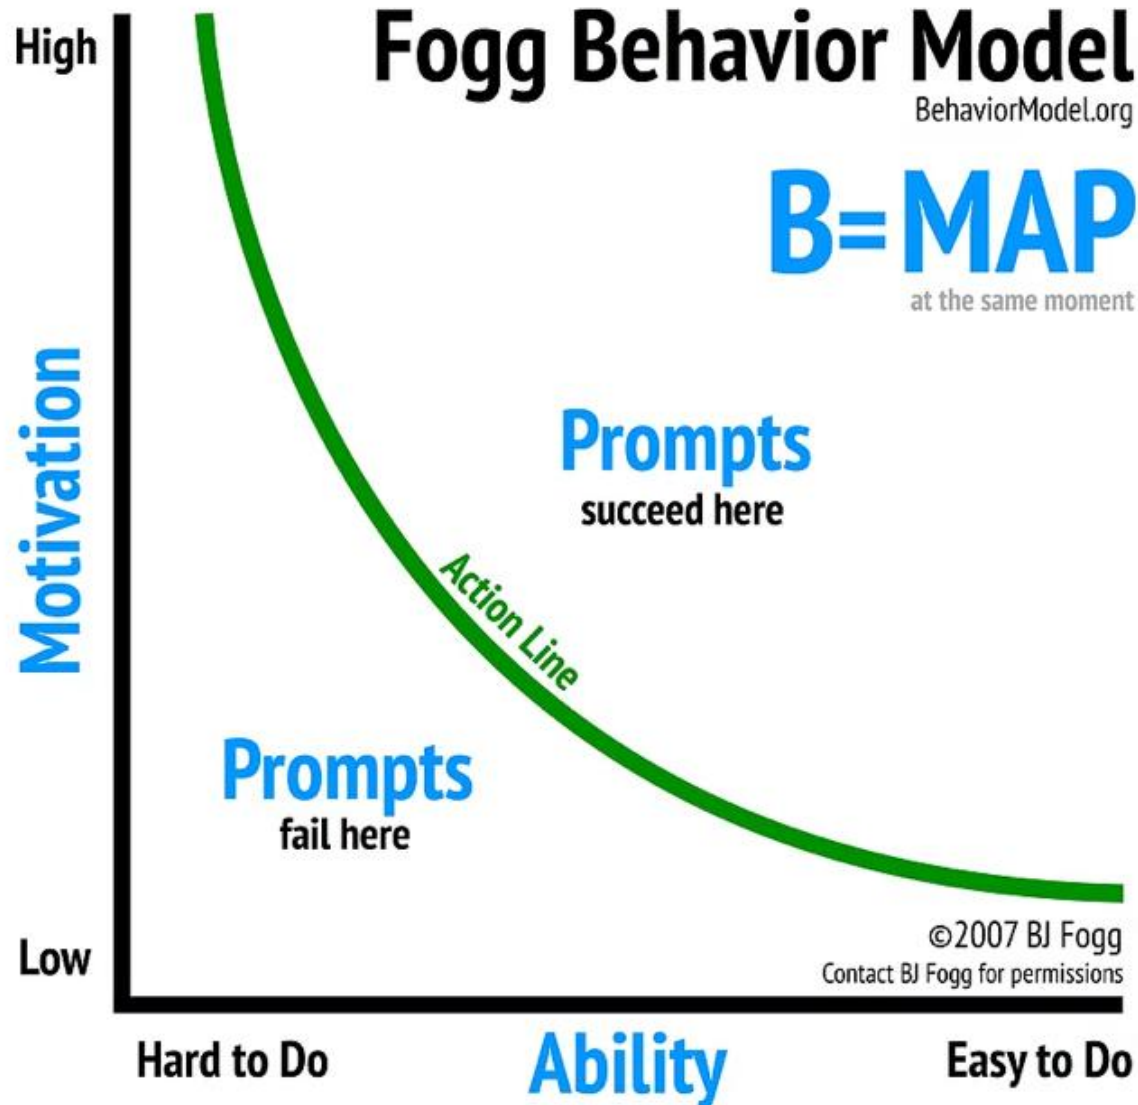 High
Fogg Behavior Model
BehaviorModel.org
B=MAP
at the same moment
Motivation
Prompts
succeed here
Action Line
Prompts
fail here
Low
©2007 BJ Fogg
Contact BJ Fogg for permissions
Hard to Do
Ability
Easy to Do